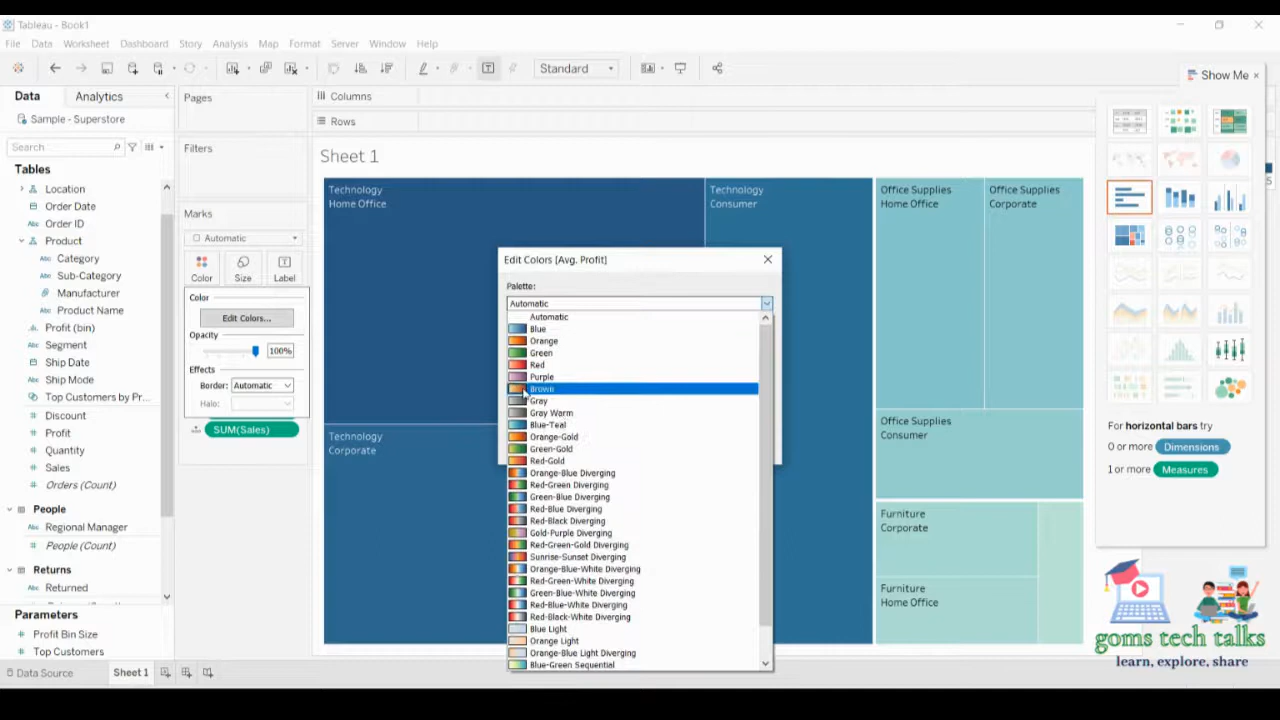 Tableau - Book1
File Data Worksheet Dashboard Story Analysis Map Format Server Window Help
Standard
Show Me
Data Analytics
Pages
Columns
Sample - Superstore
Rows
Search
Filters
Sheet 1
Tables
Location
Order Date
Order ID
Product
Category
Sub-Category
Manufacturer
Product Name
Profit (bin)
Segment
Ship Date
Ship Mode
Top Customers by Pr...
Discount
Profit
Quantity
Sales
Orders (Count)
People
Regional Manager
People (Count)
Returns
Returned
Parameters
Profit Bin Size
Top Customers
Marks
Automatic
Color Size Label
Color
Edit Colors...
Opacity
100%
Effects
Border: Automatic
Halo:
SUM(Sales)
Technology
Home Office
Technology
Consumer
Office Supplies
Home Office
Office Supplies
Corporate
Technology
Corporate
Office Supplies
Consumer
Furniture
Corporate
Furniture
Home Office
Edit Colors [Avg. Profit]
Palette:
Automatic
Automatic
Blue
Orange
Green
Red
Purple
Brown
Gray
Gray Warm
Blue-Teal
Orange-Gold
Green-Gold
Red-Gold
Orange-Blue Diverging
Red-Green Diverging
Green-Blue Diverging
Red-Blue Diverging
Red-Black Diverging
Gold-Purple Diverging
Red-Green-Gold Diverging
Sunrise-Sunset Diverging
Orange-Blue-White Diverging
Red-Green-White Diverging
Green-Blue-White Diverging
Red-Blue-White Diverging
Red-Black-White Diverging
Blue Light
Orange Light
Orange-Blue Light Diverging
Blue-Green Sequential
For horizontal bars try
0 or more Dimensions
1 or more Measures
goms tech talks
learn, explore, share
Data Source Sheet 1